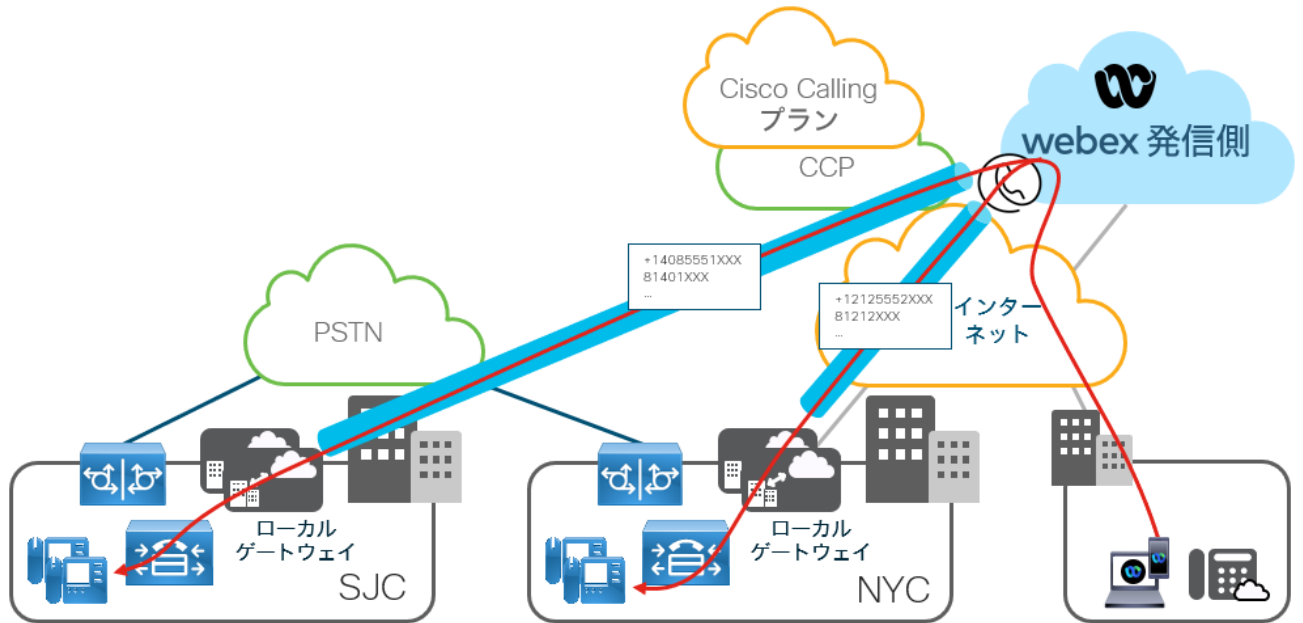 Cisco Calling
プラン
CCP
webex 発信側
+14085551XXX
81401XXX
...
+12125552XXX
81212XXX
...
インター
ネット
PSTN
ローカル
ゲートウェイ
SJC
ローカル
ゲートウェイ
NYC